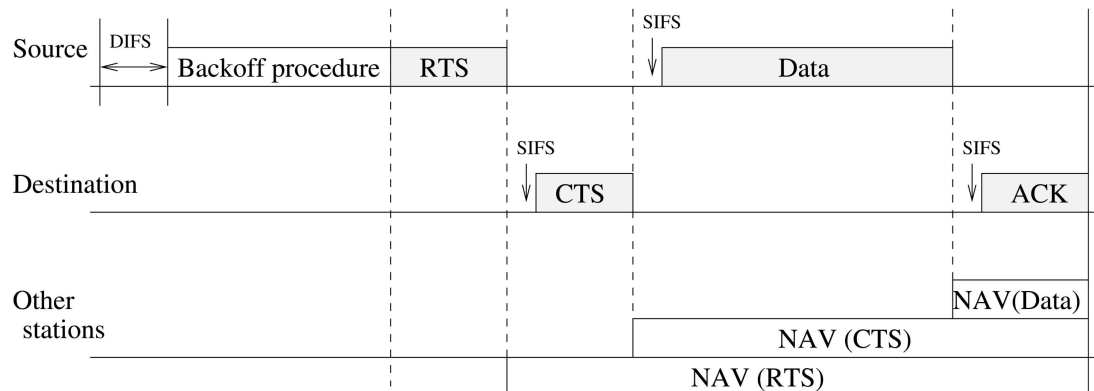 Source
DIFS
Backoff procedure
RTS
SIFS
Data
Destination
SIFS
CTS
SIFS
ACK
Other
stations
NAV(Data)
NAV (CTS)
NAV (RTS)